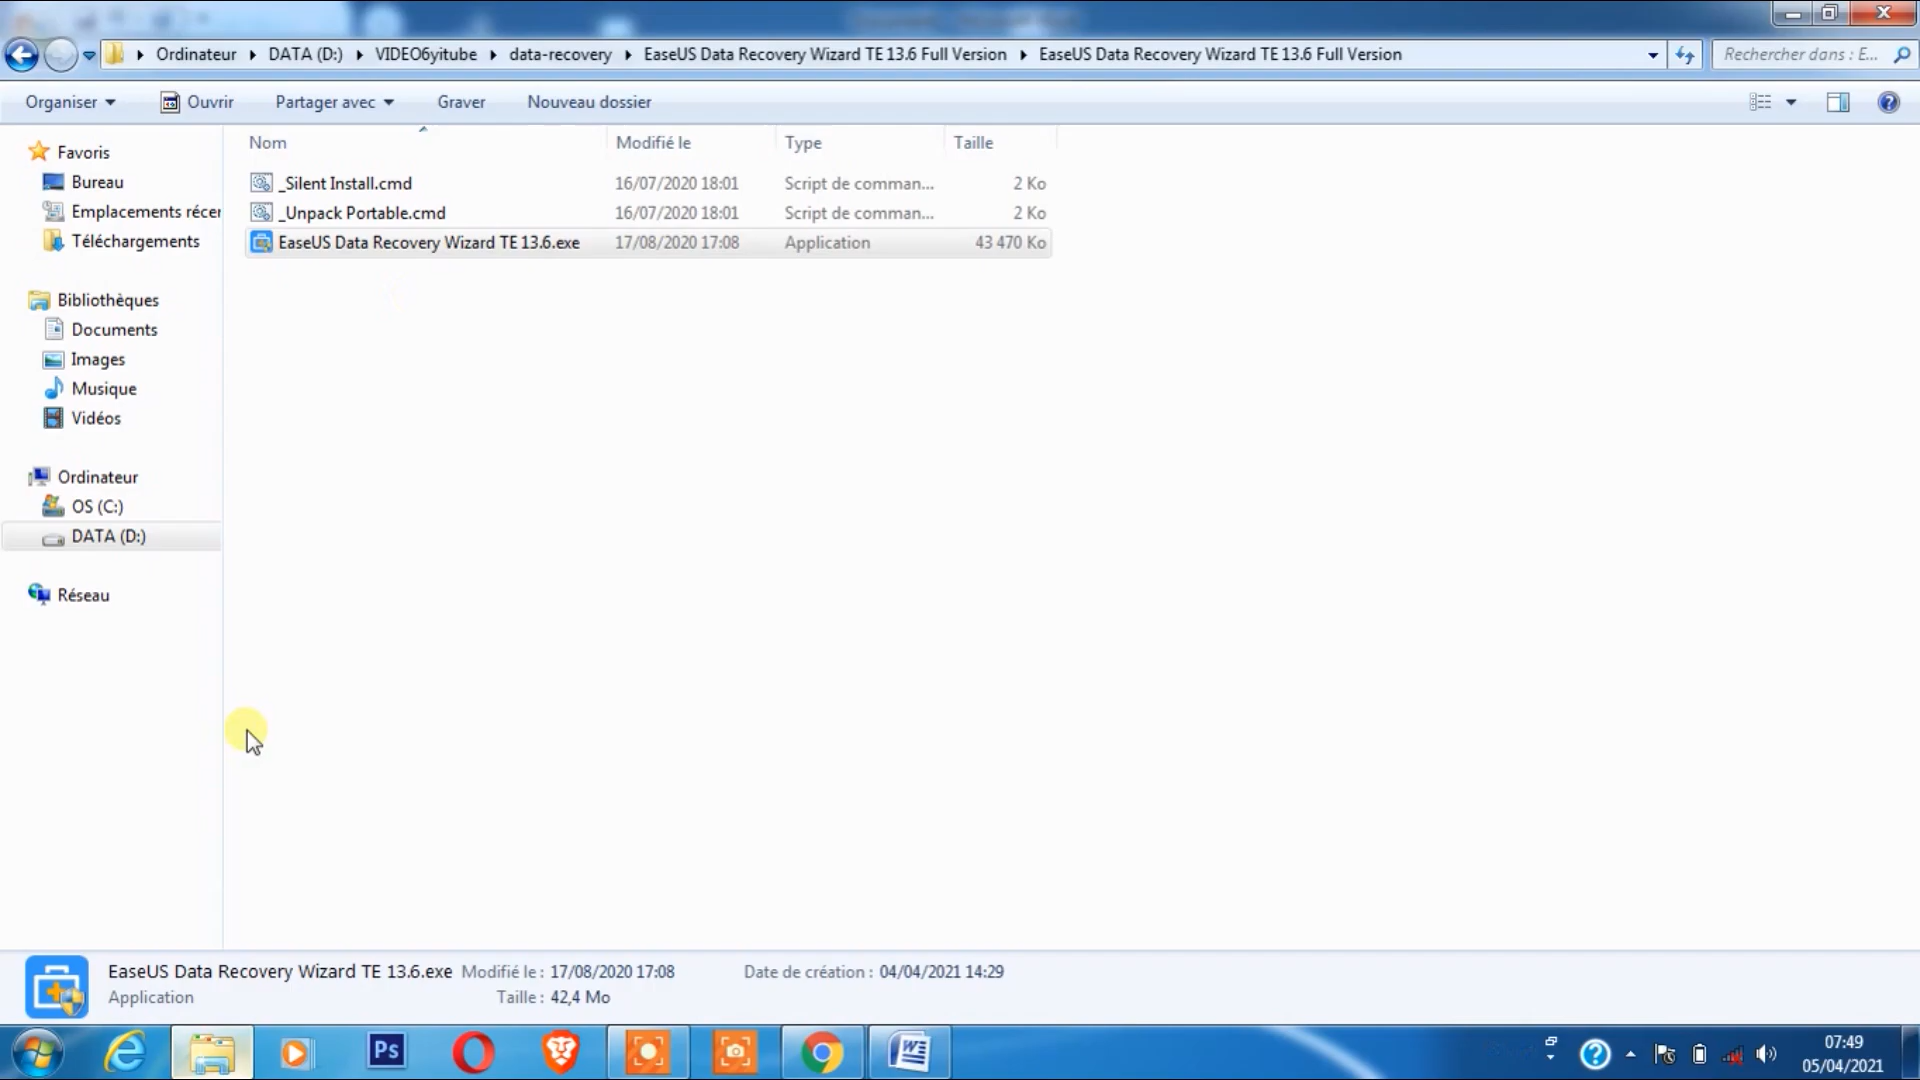 Ordinateur DATA (D:) VIDEO6yitube data-recovery EaseUS Data Recovery Wizard TE 13.6 Full Version EaseUS Data Recovery Wizard TE 13.6 Full Version Rechercher dans : E...
Organiser Ouvrir Partager avec Graver Nouveau dossier
Nom Modifié le Type Taille
_Silent Install.cmd 16/07/2020 18:01 Script de comman... 2 Ko
_Unpack Portable.cmd 16/07/2020 18:01 Script de comman... 2 Ko
EaseUS Data Recovery Wizard TE 13.6.exe 17/08/2020 17:08 Application 43 470 Ko
Favoris
Bureau
Emplacements récer
Téléchargements
Bibliothèques
Documents
Images
Musique
Vidéos
Ordinateur
OS (C:)
DATA (D:)
Réseau
EaseUS Data Recovery Wizard TE 13.6.exe Modifié le : 17/08/2020 17:08 Date de création : 04/04/2021 14:29
Application Taille : 42,4 Mo
Ps
07:49
05/04/2021